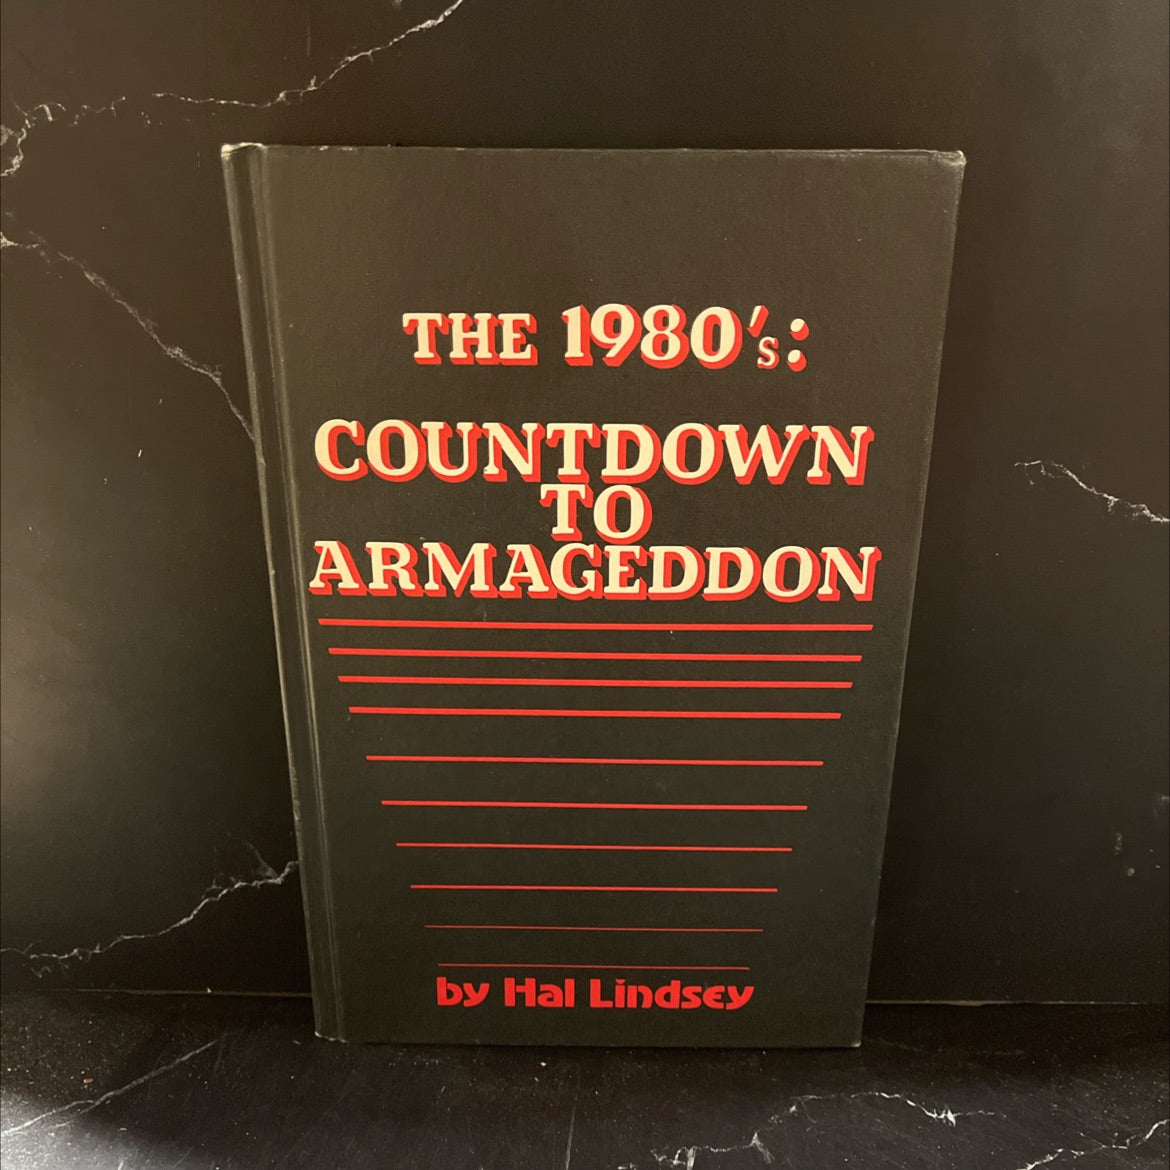 THE 1980's:
COUNTDOWN
TO
ARMAGEDDON
by Hal Lindsey